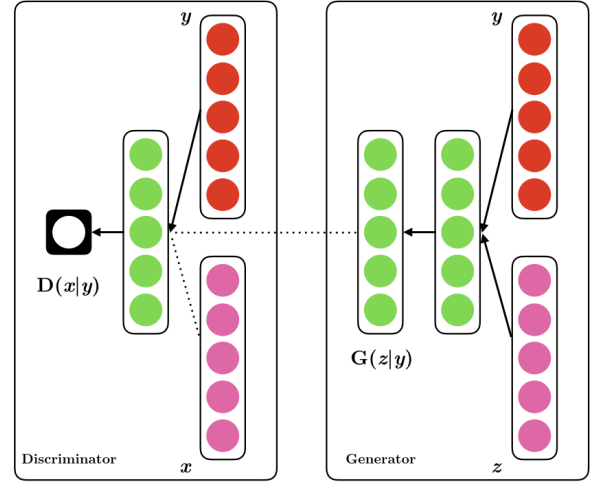 y
D(x|y)
Discriminator
x
y
G(z|y)
Generator
z